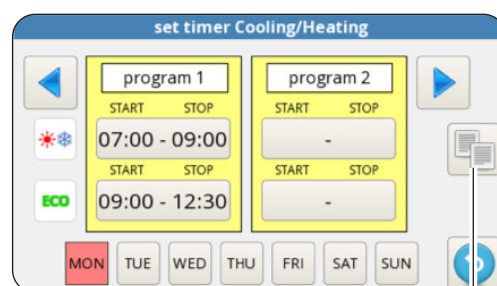 set timer Cooling/Heating
program 1 program 2
START STOP START STOP
07:00 - 09:00 -
START STOP START STOP
ECO 09:00 - 12:30 -
MON TUE WED THU FRI SAT SUN